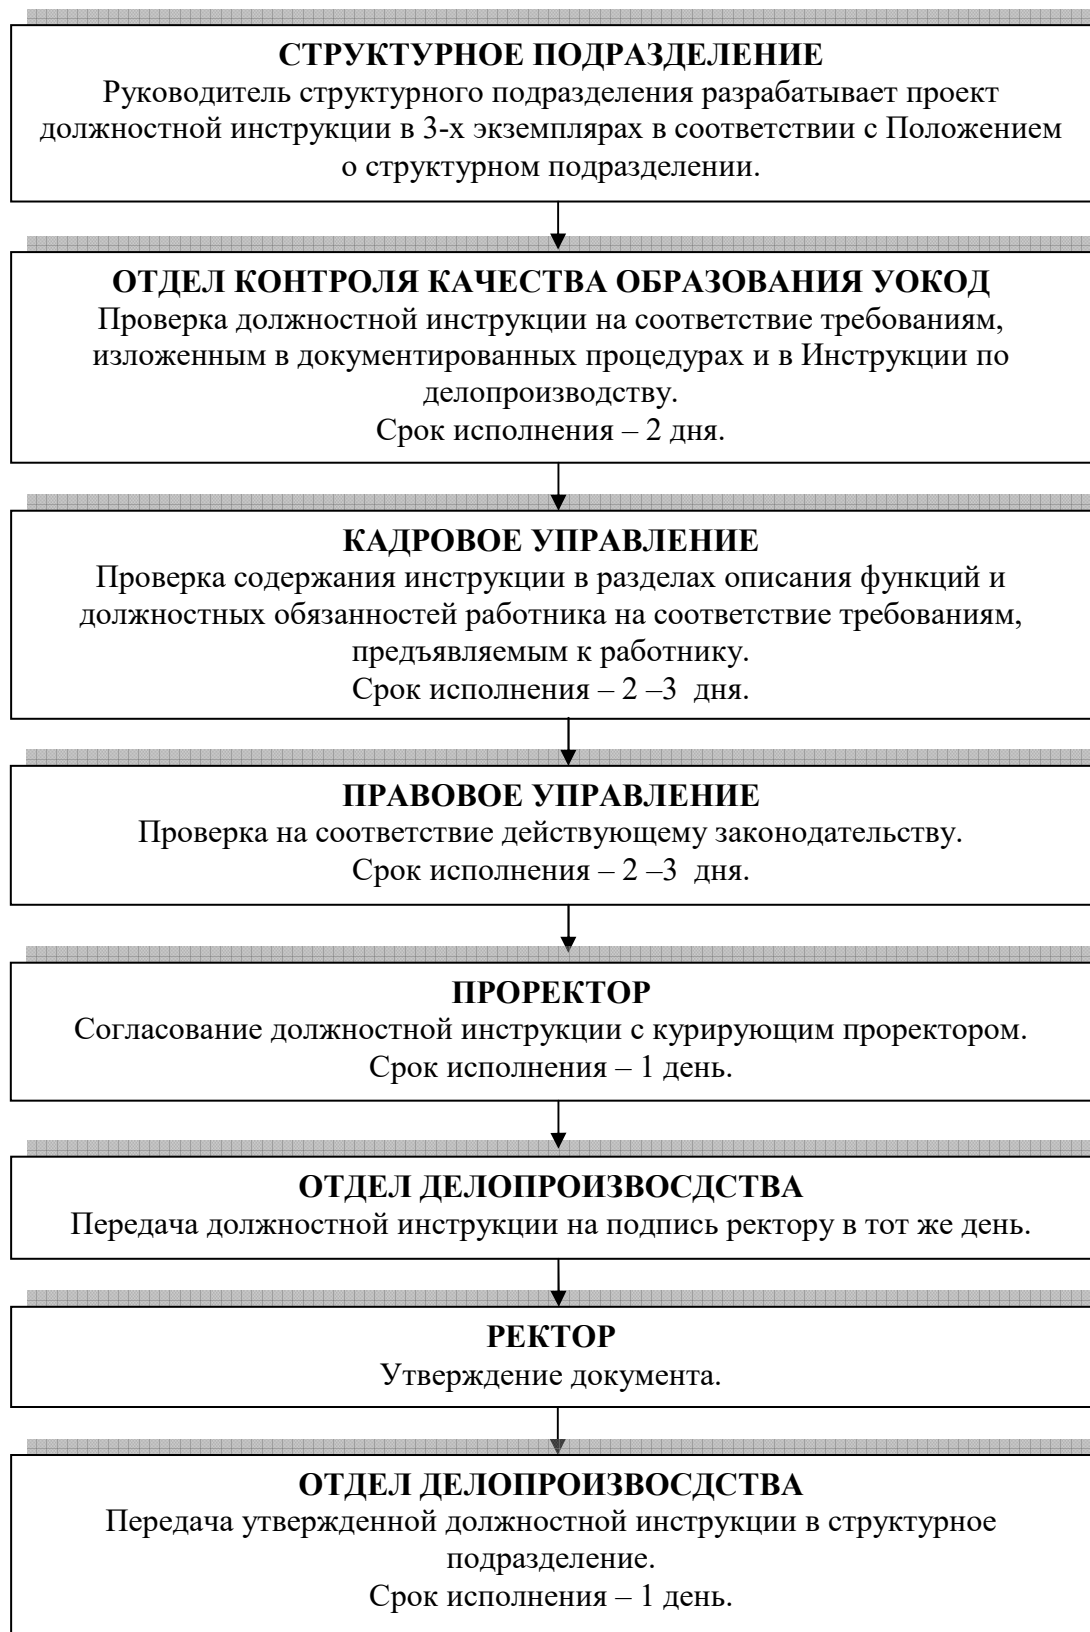 СТРУКТУРНОЕ ПОДРАЗДЕЛЕНИЕ
Руководитель структурного подразделения разрабатывает проект
должностной инструкции в 3-х экземплярах в соответствии с Положением
о структурном подразделении.
ОТДЕЛ КОНТРОЛЯ КАЧЕСТВА ОБРАЗОВАНИЯ УОКОД
Проверка должностной инструкции на соответствие требованиям,
изложенным в документированных процедурах и в Инструкции по
делопроизводству.
Срок исполнения – 2 дня.
КАДРОВОЕ УПРАВЛЕНИЕ
Проверка содержания инструкции в разделах описания функций и
должностных обязанностей работника на соответствие требованиям,
предъявляемым к работнику.
Срок исполнения – 2 –3  дня.
ПРАВОВОЕ УПРАВЛЕНИЕ
Проверка на соответствие действующему законодательству.
Срок исполнения – 2 –3  дня.
ПРОРЕКТОР
Согласование должностной инструкции с курирующим проректором.
Срок исполнения – 1 день.
ОТДЕЛ ДЕЛОПРОИЗВОСДСТВА
Передача должностной инструкции на подпись ректору в тот же день.
РЕКТОР
Утверждение документа.
ОТДЕЛ ДЕЛОПРОИЗВОСДСТВА
Передача утвержденной должностной инструкции в структурное
подразделение.
Срок исполнения – 1 день.